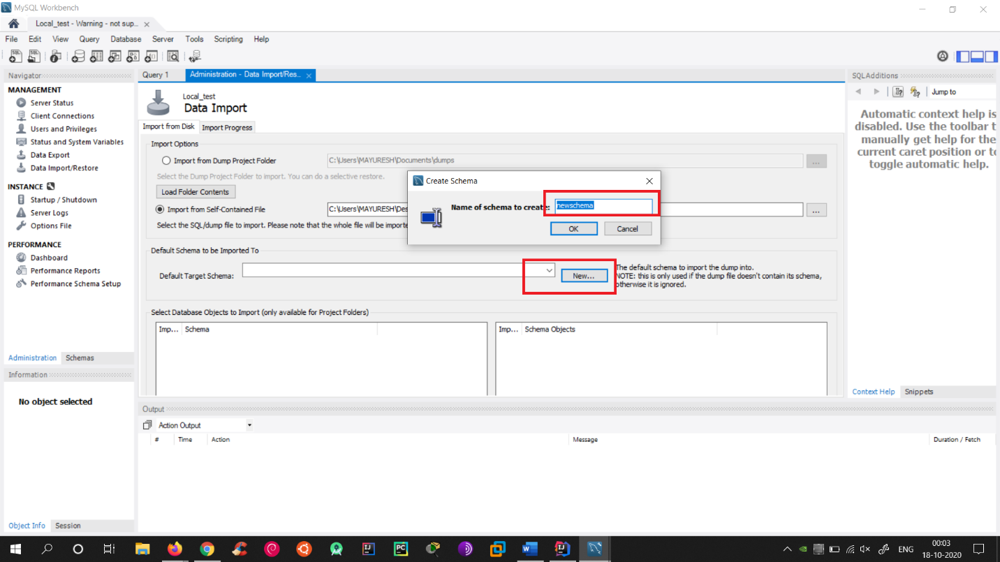 MySQL Workbench
Local_test - Warning - not sup...
File Edit View Query Database Server Tools Scripting Help
Navigator
MANAGEMENT
Server Status
Client Connections
Users and Privileges
Status and System Variables
Data Export
Data Import/Restore
INSTANCE
Startup / Shutdown
Server Logs
Options File
PERFORMANCE
Dashboard
Performance Reports
Performance Schema Setup
Administration Schemas
Information
No object selected
Object Info Session
Query 1 Administration - Data Import/Res...
Local_test
Data Import
Import from Disk Import Progress
Import Options
Import from Dump Project Folder C:\Users\MAYURESH\Documents\dumps ...
Select the Dump Project Folder to import. You can do a selective restore.
Load Folder Contents
Import from Self-Contained File C:\Users\MAYURESH\Des ...
Select the SQL/dump file to import. Please note that the whole file will be importe
Create Schema
Name of schema to create: newschema
OK Cancel
Default Schema to be Imported To
Default Target Schema: New...
The default schema to import the dump into.
NOTE: this is only used if the dump file doesn't contain its schema,
otherwise it is ignored.
Select Database Objects to Import (only available for Project Folders)
Imp... Schema
Imp... Schema Objects
Output
Action Output
# Time Action Message Duration / Fetch
SQLAdditions
Jump to
Automatic context help is
disabled. Use the toolbar t
manually get help for the
current caret position or to
toggle automatic help.
Context Help Snippets
ENG
00:03
18-10-2020